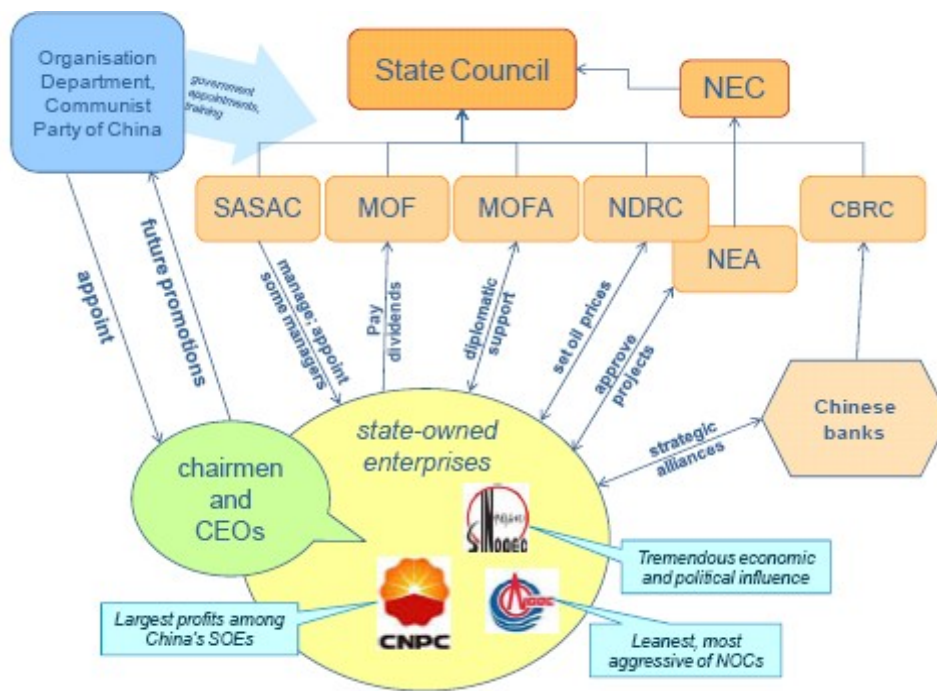 Organisation
Department,
Communist
Party of China
government
appointments,
training
State Council
NEC
SASAC
MOF
MOFA
NDRC
NEA
CBRC
appoint
future promotions
manage; appoint
some managers
Pay
dividends
diplomatic
support
set oil prices
approve
projects
strategic
alliances
Chinese
banks
state-owned
enterprises
chairmen
and
CEOs
CNPC
Tremendous economic
and political influence
Largest profits among
China's SOEs
Leanest, most
aggressive of NOCs